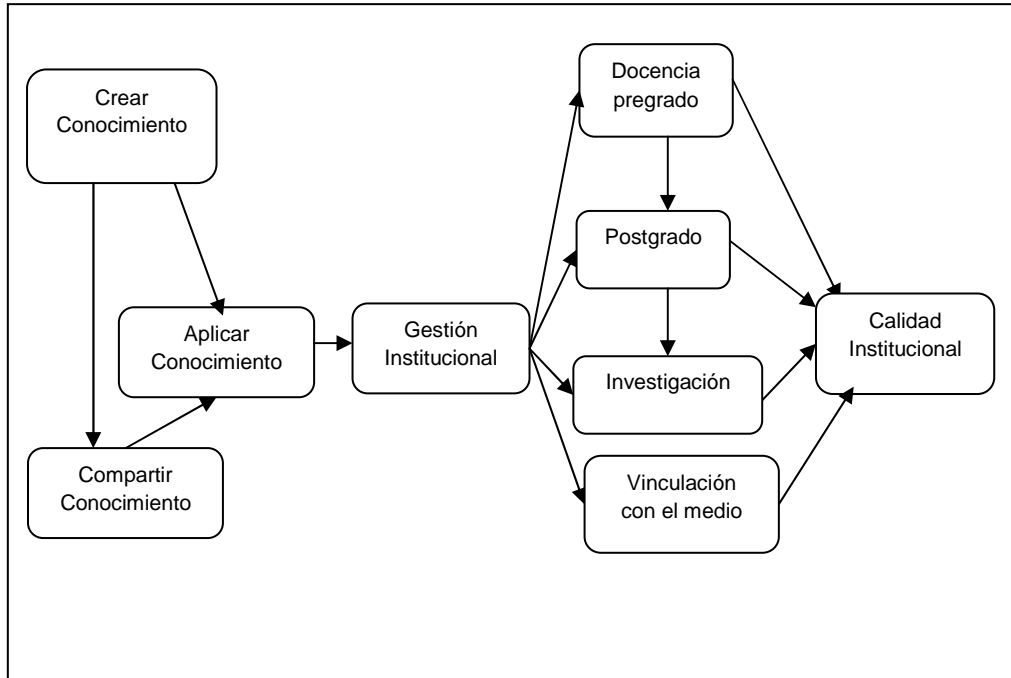 Crear
Conocimiento
Compartir
Conocimiento
Aplicar
Conocimiento
Gestión
Institucional
Docencia
pregrado
Postgrado
Investigación
Vinculación
con el medio
Calidad
Institucional